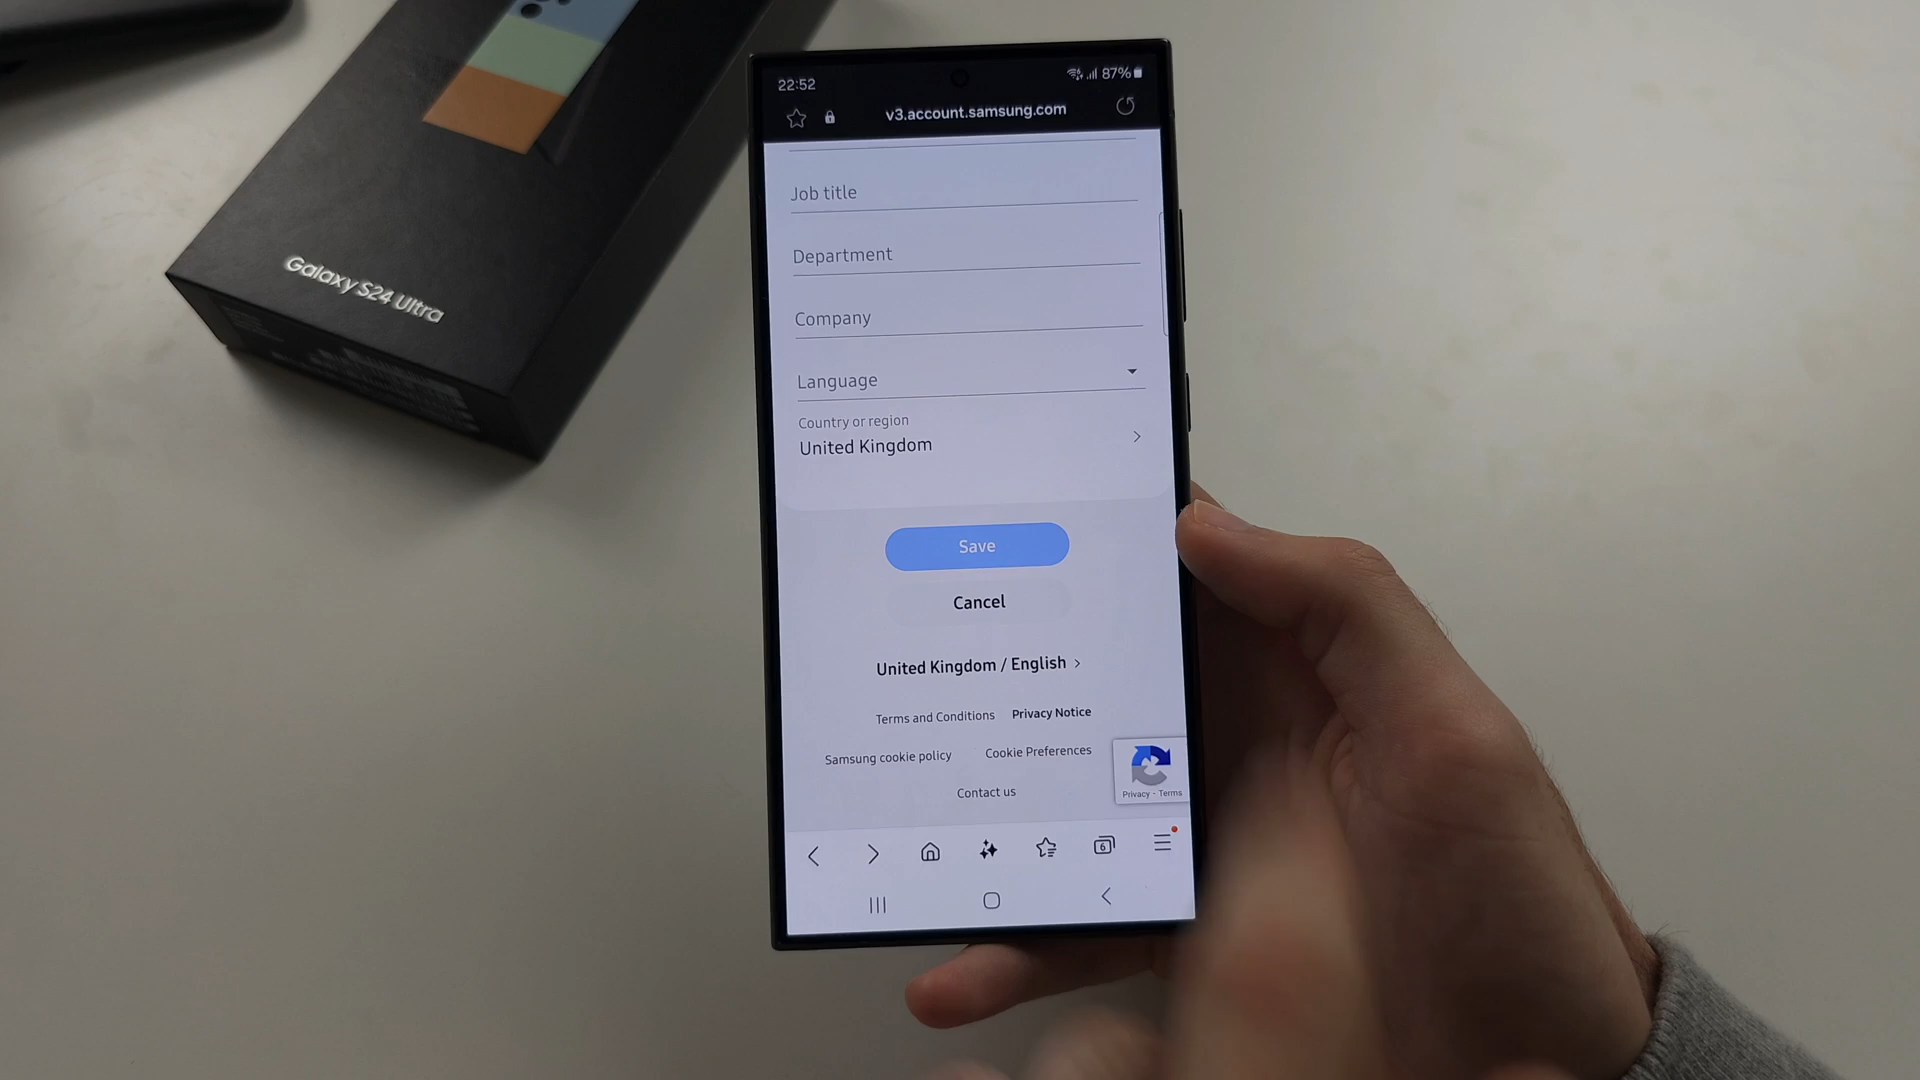 22:52
87%
v3.account.samsung.com
Job title
Department
Company
Language
Country or region
United Kingdom
Save
Cancel
United Kingdom / English >
Terms and Conditions Privacy Notice
Samsung cookie policy Cookie Preferences
Contact us
Privacy - Terms
6
Galaxy S24 Ultra